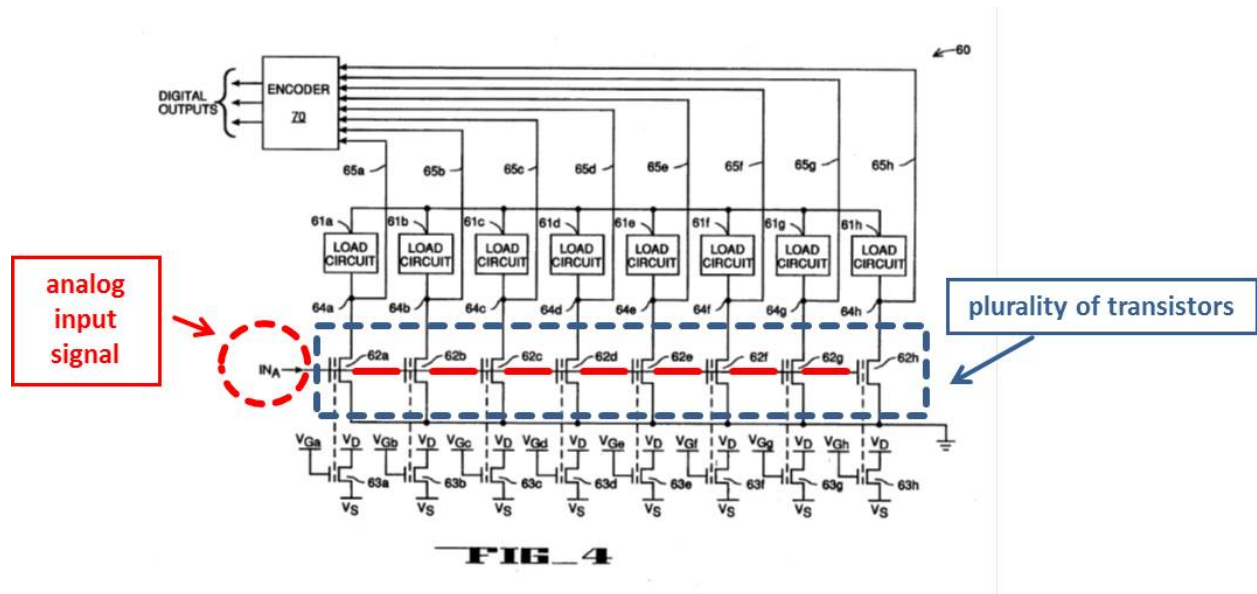 60
DIGITAL
OUTPUTS
ENCODER
70
65a 65b 65c 65d 65e 65f 65g 65h
61a 61b 61c 61d 61e 61f 61g 61h
LOAD CIRCUIT LOAD CIRCUIT LOAD CIRCUIT LOAD CIRCUIT LOAD CIRCUIT LOAD CIRCUIT LOAD CIRCUIT LOAD CIRCUIT
64a 64b 64c 64d 64e 64f 64g 64h
analog
input
signal
plurality of transistors
INA
62a 62b 62c 62d 62e 62f 62g 62h
VGa VD VGb VD VGc VD VGd VD VGe VD VGf VD VGg VD VGh VD
63a 63b 63c 63d 63e 63f 63g 63h
VS VS VS VS VS VS VS VS
FIG_4